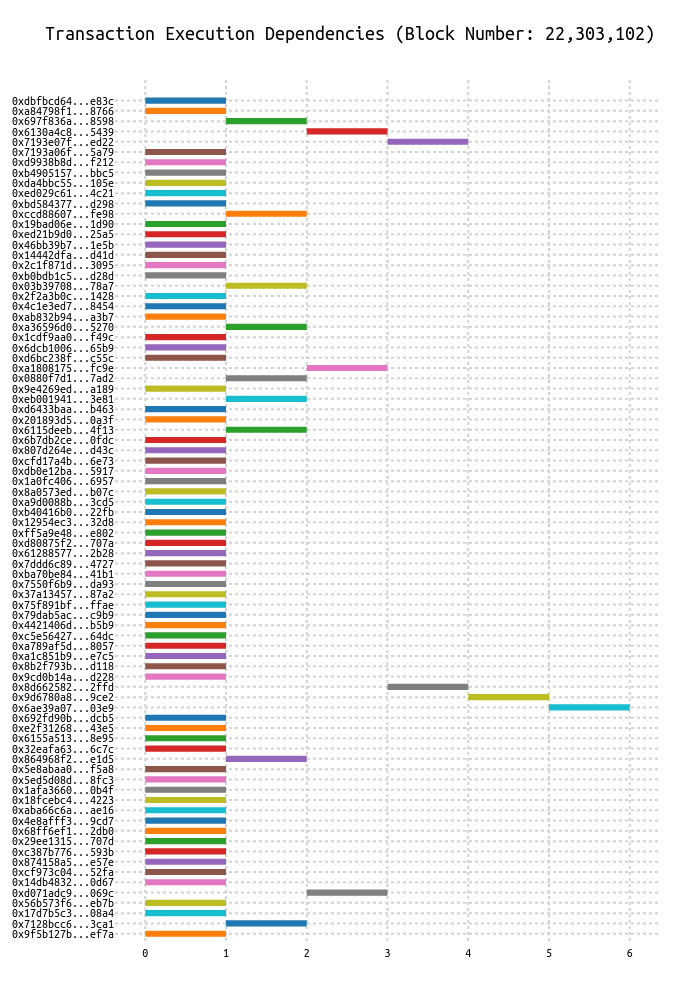 Transaction Execution Dependencies (Block Number: 22,303,102)
0xdbfbcd64...e83c
0xa84798f1...8766
0x697f836a...8598
0x6130a4c8...5439
0x7193e07f...ed22
0x7193a06f...5a79
0xd9938b8d...f212
0xb4905157...bbc5
0xda4bbc55...105e
0xed029c61...4c21
0xbd584377...d298
0xccd88607...fe98
0x19bad06e...1d90
0xed21b9d0...25a5
0x46bb39b7...1e5b
0x14442dfa...d41d
0x2c1f871d...3095
0xb0bdb1c5...d28d
0x03b39708...78a7
0x2f2a3b0c...1428
0x4c1e3ed7...8454
0xab832b94...a3b7
0xa36596d0...5270
0x1cdf9aa0...f49c
0x6dcb1006...65b9
0xd6bc238f...c55c
0xa1808175...fc9e
0x0880f7d1...7ad2
0x9e4269ed...a189
0xeb001941...3e81
0xd6433baa...b463
0x201893d5...0a3f
0x6115deeb...4f13
0x6b7db2ce...0fdc
0x807d264e...d43c
0xcfd17a4b...6e73
0xdb0e12ba...5917
0x1a0fc406...6957
0x8a0573ed...b07c
0xa9d0088b...3cd5
0xb40416b0...22fb
0x12954ec3...32d8
0xff5a9e48...e802
0xd80875f2...707a
0x61288577...2b28
0x7ddd6c89...4727
0xba70be84...41b1
0x7550f6b9...da93
0x37a13457...87a2
0x75f891bf...ffae
0x79dab5ac...c9b9
0x4421406d...b5b9
0xc5e56427...64dc
0xa789af5d...8057
0xa1c851b9...e7c5
0x8b2f793b...d118
0x9cd0b14a...d228
0x8d662582...2ffd
0x9d6780a8...9ce2
0x6ae39a07...03e9
0x692fd90b...dcb5
0xe2f31268...43e5
0x6155a513...8e95
0x32eafa63...6c7c
0x864968f2...e1d5
0x5e8abaa0...f5a8
0x5ed5d08d...8fc3
0x1afa3660...0b4f
0x18fcebc4...4223
0xaba66c6a...ae16
0x4e8afff3...9cd7
0x68ff6ef1...2db0
0x29ee1315...707d
0xc387b776...593b
0x874158a5...e57e
0xcf973c04...52fa
0x14db4832...0d67
0xd071adc9...069c
0x56b573f6...eb7b
0x17d7b5c3...08a4
0x7128bcc6...3ca1
0x9f5b127b...ef7a
0 1 2 3 4 5 6